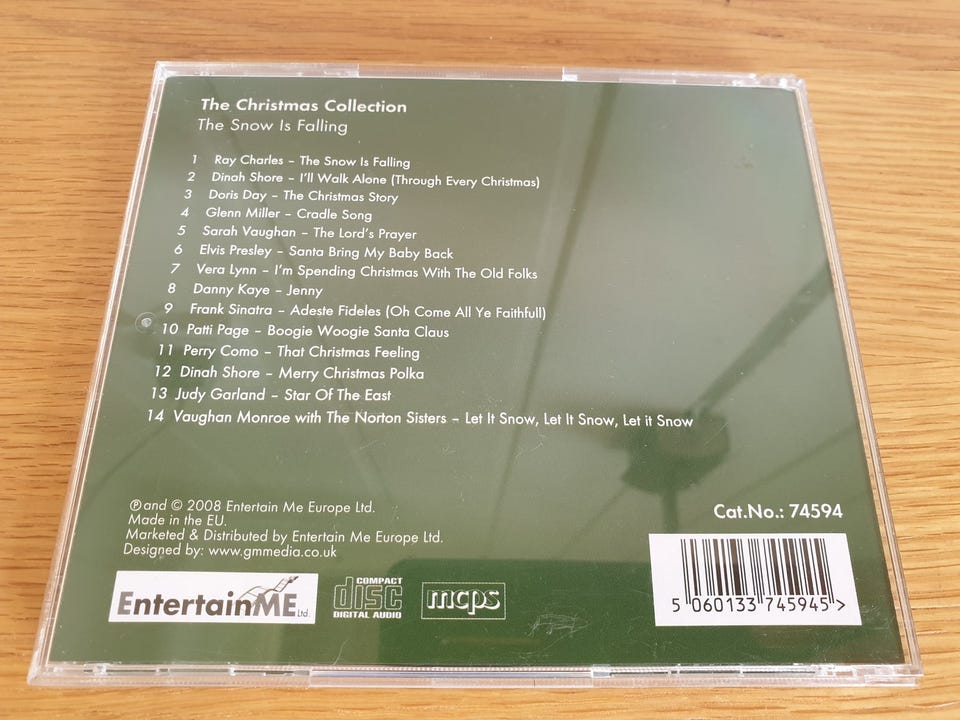 The Christmas Collection
The Snow Is Falling
1 Ray Charles – The Snow Is Falling
2 Dinah Shore – I'll Walk Alone (Through Every Christmas)
3 Doris Day – The Christmas Story
4 Glenn Miller – Cradle Song
5 Sarah Vaughan – The Lord's Prayer
6 Elvis Presley – Santa Bring My Baby Back
7 Vera Lynn – I'm Spending Christmas With The Old Folks
8 Danny Kaye – Jenny
9 Frank Sinatra – Adeste Fideles (Oh Come All Ye Faithfull)
10 Patti Page – Boogie Woogie Santa Claus
11 Perry Como – That Christmas Feeling
12 Dinah Shore – Merry Christmas Polka
13 Judy Garland – Star Of The East
14 Vaughan Monroe with The Norton Sisters – Let It Snow, Let It Snow, Let it Snow
℗ and © 2008 Entertain Me Europe Ltd.
Made in the EU.
Marketed & Distributed by Entertain Me Europe Ltd.
Designed by: www.gmmedia.co.uk
Cat.No.: 74594
EntertainME Ltd.
COMPACT
disc
DIGITAL AUDIO
mcps
5 060133 745945 >